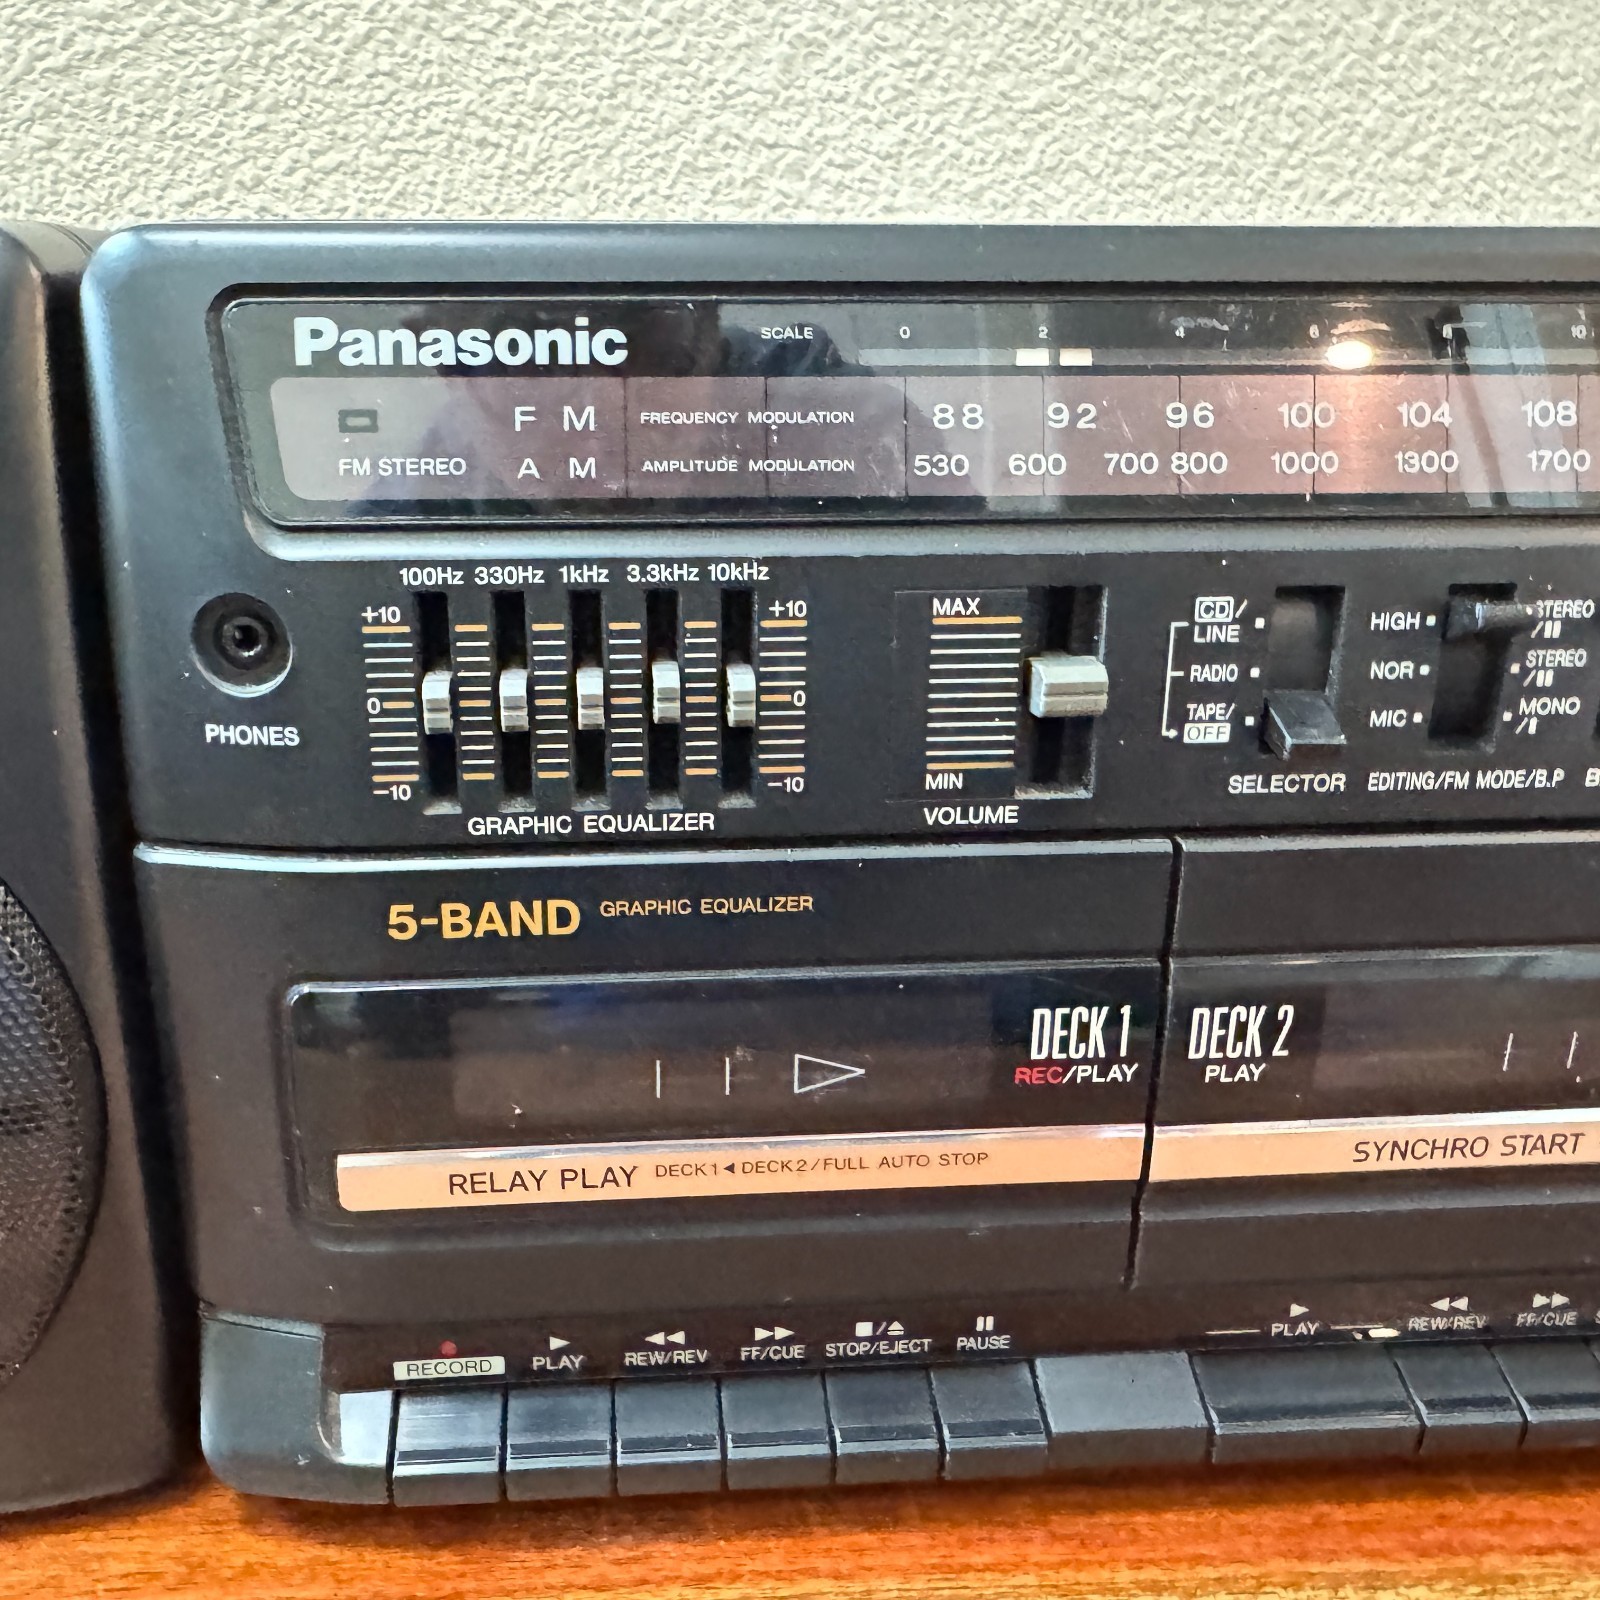 Panasonic
SCALE 0 2 4 6 8 10
FM FREQUENCY MODULATION 88 92 96 100 104 108
FM STEREO AM AMPLITUDE MODULATION 530 600 700 800 1000 1300 1700
100Hz 330Hz 1kHz 3.3kHz 10kHz
+10 +10
0 0
−10 −10
GRAPHIC EQUALIZER
PHONES
MAX
MIN
VOLUME
CD/
LINE
RADIO
TAPE/
OFF
SELECTOR
HIGH STEREO
NOR STEREO
MIC MONO
EDITING/FM MODE/B.P
5-BAND GRAPHIC EQUALIZER
DECK 1
REC/PLAY
DECK 2
PLAY
RELAY PLAY DECK1◀DECK2/FULL AUTO STOP
SYNCHRO START
RECORD PLAY REW/REV FF/CUE STOP/EJECT PAUSE
PLAY REW/REV FF/CUE